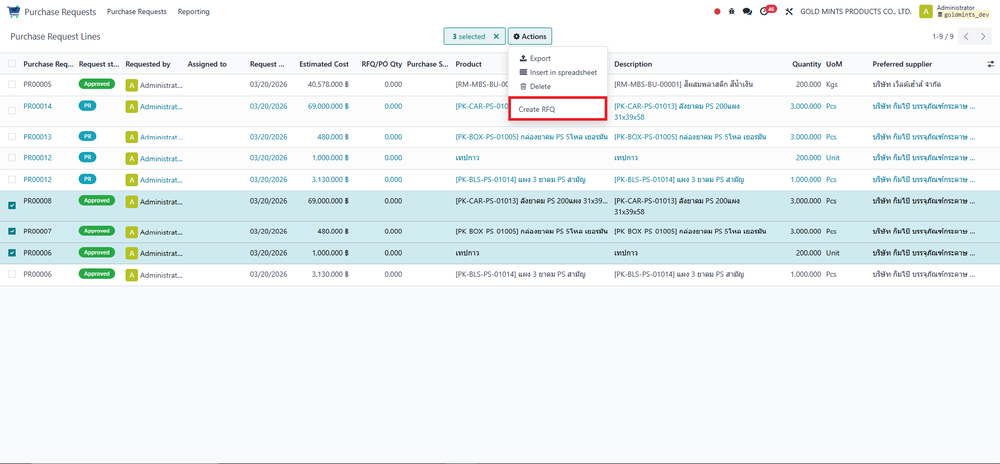 Purchase Requests Purchase Requests Reporting 46 GOLD MINTS PRODUCTS CO., LTD. A Administrator
goldmints_dev
Purchase Request Lines 3 selected Actions 1-9 / 9
Export
Insert in spreadsheet
Delete
Create RFQ
Purchase Req... Request st... Requested by Assigned to Request ... Estimated Cost RFQ/PO Qty Purchase S... Product Description Quantity UoM Preferred supplier
PR00005 Approved A Administrat... 03/20/2026 40,578.000 ฿ 0.000 [RM-MBS-BU-00 [RM-MBS-BU-00001] สีผสมพลาสติก สีน้ำเงิน 200.000 Kgs บริษัท เวิลด์เฮ้าส์ จำกัด
PR00014 PR A Administrat... 03/20/2026 69,000.000 ฿ 0.000 [PK-CAR-PS-010 [PK-CAR-PS-01013] ลังยาดม PS 200แผง 3,000.000 Pcs บริษัท กิมไป๊ บรรจุภัณฑ์กระดาษ ...
31x39x58
PR00013 PR A Administrat... 03/20/2026 480.000 ฿ 0.000 [PK-BOX-PS-01005] กล่องยาดม PS 5โหล เยอรมัน [PK-BOX-PS-01005] กล่องยาดม PS 5โหล เยอรมัน 3,000.000 Pcs บริษัท กิมไป๊ บรรจุภัณฑ์กระดาษ ...
PR00012 PR A Administrat... 03/20/2026 1,000.000 ฿ 0.000 เทปกาว เทปกาว 200.000 Unit บริษัท กิมไป๊ บรรจุภัณฑ์กระดาษ ...
PR00012 PR A Administrat... 03/20/2026 3,130.000 ฿ 0.000 [PK-BLS-PS-01014] แผง 3 ยาดม PS สามัญ [PK-BLS-PS-01014] แผง 3 ยาดม PS สามัญ 1,000.000 Pcs บริษัท กิมไป๊ บรรจุภัณฑ์กระดาษ ...
PR00008 Approved A Administrat... 03/20/2026 69,000.000 ฿ 0.000 [PK-CAR-PS-01013] ลังยาดม PS 200แผง 31x39... [PK-CAR-PS-01013] ลังยาดม PS 200แผง 3,000.000 Pcs บริษัท กิมไป๊ บรรจุภัณฑ์กระดาษ ...
31x39x58
PR00007 Approved A Administrat... 03/20/2026 480.000 ฿ 0.000 [PK-BOX-PS-01005] กล่องยาดม PS 5โหล เยอรมัน [PK-BOX-PS-01005] กล่องยาดม PS 5โหล เยอรมัน 3,000.000 Pcs บริษัท กิมไป๊ บรรจุภัณฑ์กระดาษ ...
PR00006 Approved A Administrat... 03/20/2026 1,000.000 ฿ 0.000 เทปกาว เทปกาว 200.000 Unit บริษัท กิมไป๊ บรรจุภัณฑ์กระดาษ ...
PR00006 Approved A Administrat... 03/20/2026 3,130.000 ฿ 0.000 [PK-BLS-PS-01014] แผง 3 ยาดม PS สามัญ [PK-BLS-PS-01014] แผง 3 ยาดม PS สามัญ 1,000.000 Pcs บริษัท กิมไป๊ บรรจุภัณฑ์กระดาษ ...